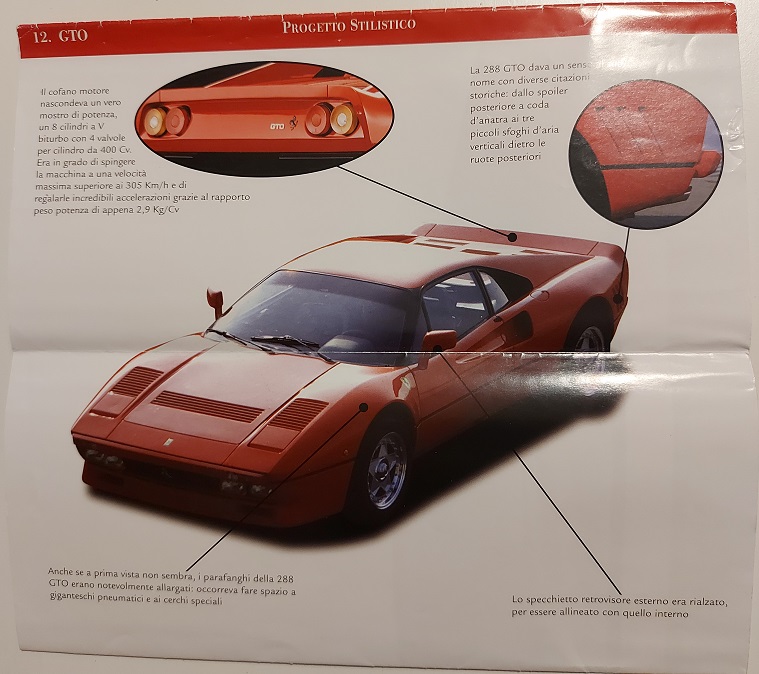 12. GTO
PROGETTO STILISTICO
Il cofano motore
nascondeva un vero
mostro di potenza,
un 8 cilindri a V
biturbo con 4 valvole
per cilindro da 400 Cv.
Era in grado di spingere
la macchina a una velocità
massima superiore ai 305 Km/h e di
regalarle incredibili accelerazioni grazie al rapporto
peso potenza di appena 2,9 Kg/Cv
GTO
La 288 GTO dava un senso
nome con diverse citazioni
storiche: dallo spoiler
posteriore a coda
d'anatra ai tre
piccoli sfoghi d'aria
verticali dietro le
ruote posteriori
Anche se a prima vista non sembra, i parafanghi della 288
GTO erano notevolmente allargati: occorreva fare spazio a
giganteschi pneumatici e ai cerchi speciali
Lo specchietto retrovisore esterno era rialzato,
per essere allineato con quello interno